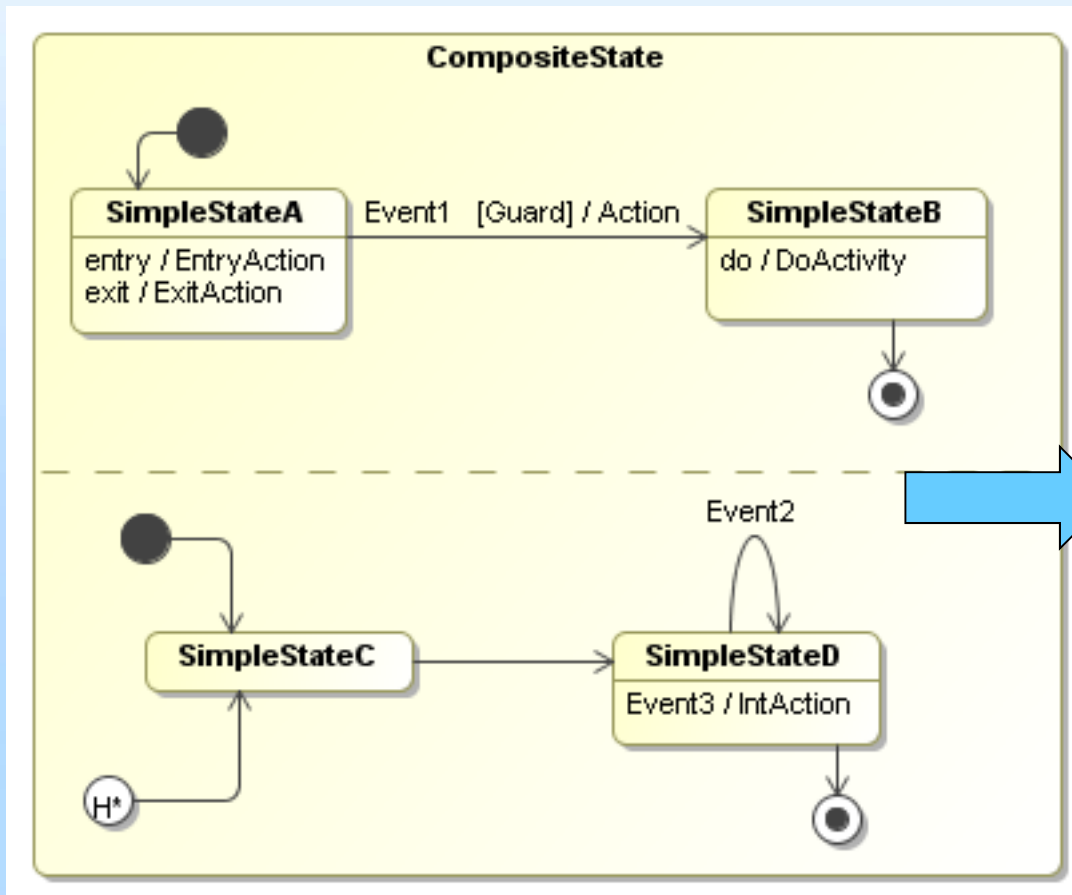 CompositeState
SimpleStateA
entry / EntryAction
exit / ExitAction
Event1 [Guard] / Action
SimpleStateB
do / DoActivity
Event2
SimpleStateC
SimpleStateD
Event3 / IntAction
H*